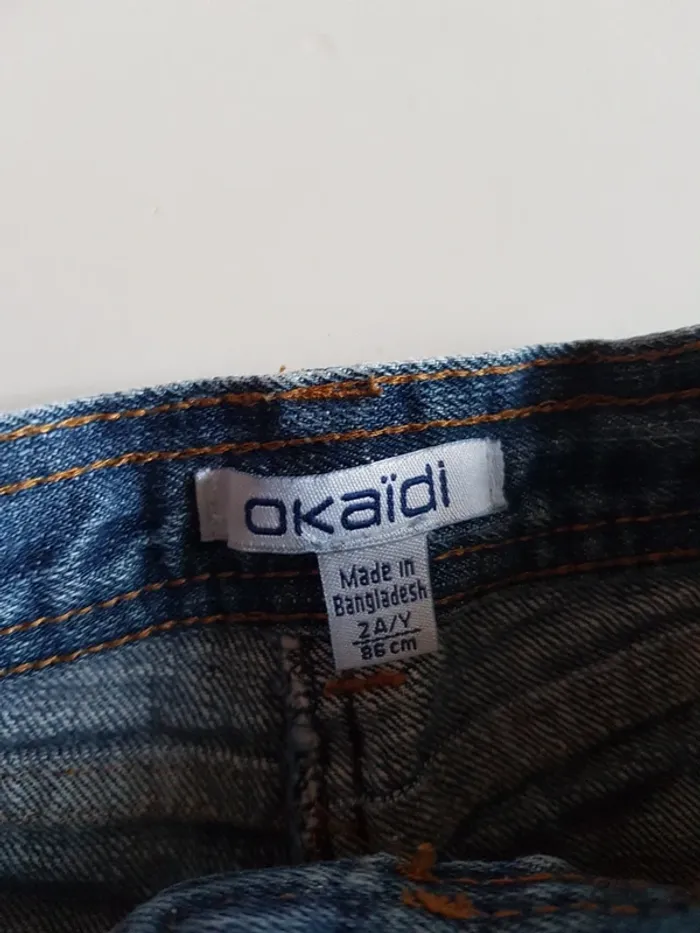 okaïdi
Made in
Bangladesh
2A/Y
86 cm